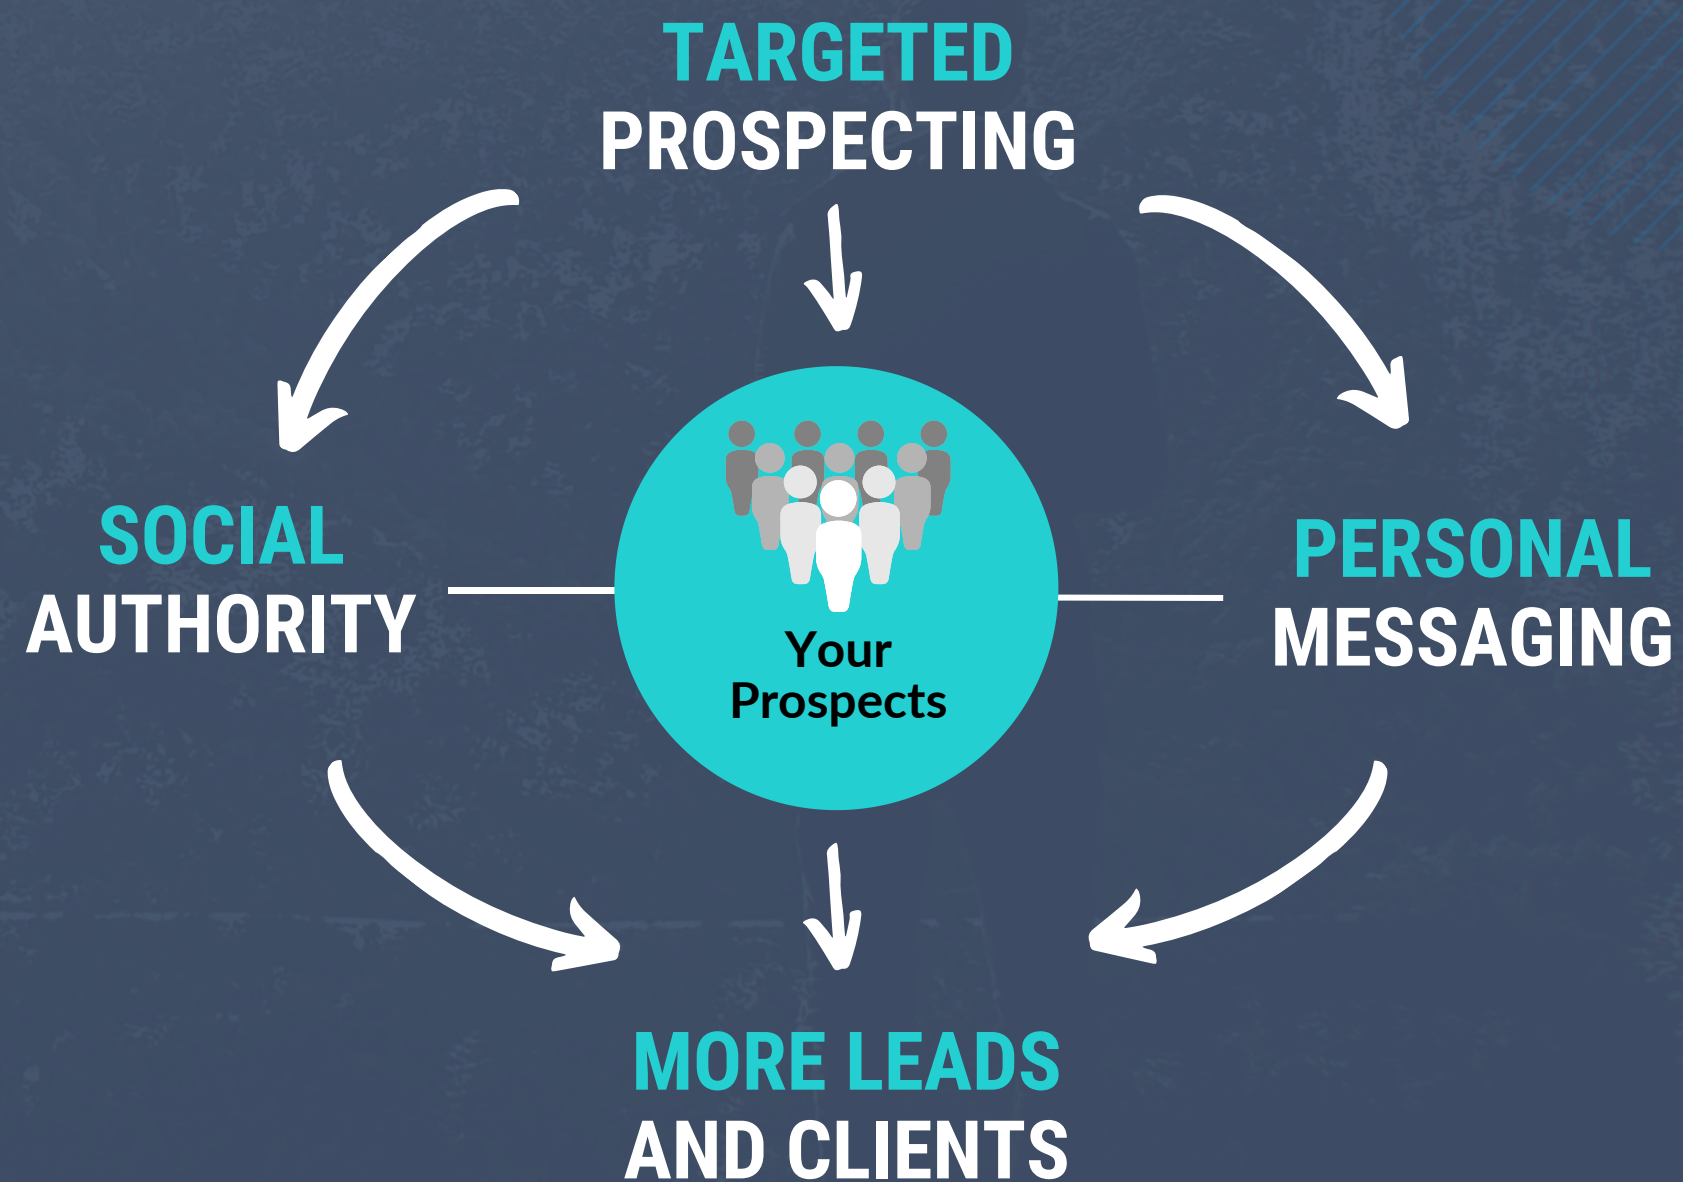 TARGETED
PROSPECTING
SOCIAL
AUTHORITY
Your
Prospects
PERSONAL
MESSAGING
MORE LEADS
AND CLIENTS